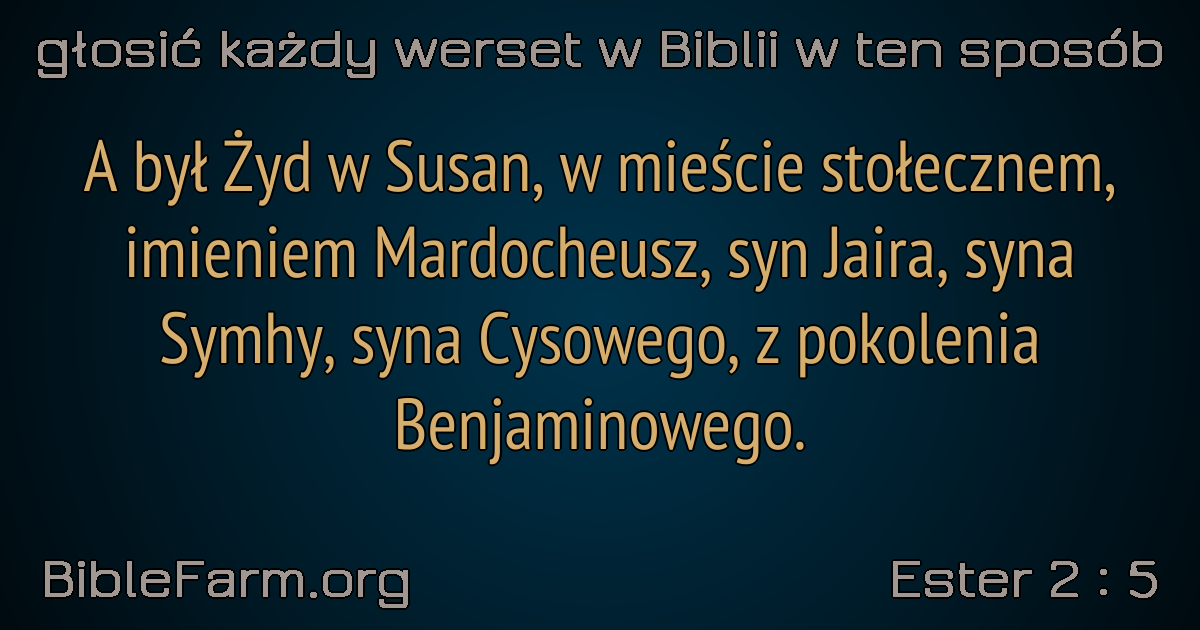 głosić każdy werset w Biblii w ten sposób
A był Żyd w Susan, w mieście stołecznem,
imieniem Mardocheusz, syn Jaira, syna
Symhy, syna Cysowego, z pokolenia
Benjaminowego.
BibleFarm.org
Ester 2 : 5